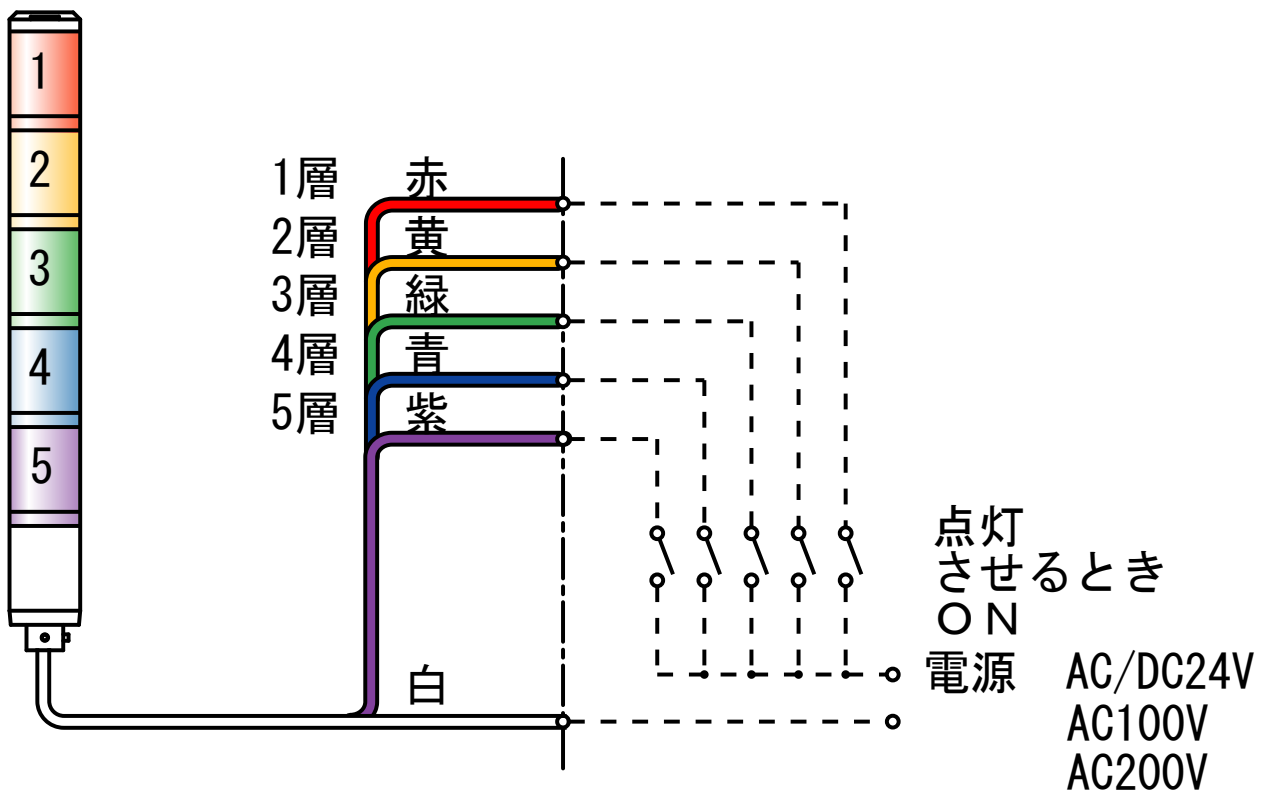 1
2
3
4
5
1層 赤
2層 黄
3層 緑
4層 青
5層 紫
白
点灯
させるとき
ＯＮ
電源 AC/DC24V
AC100V
AC200V